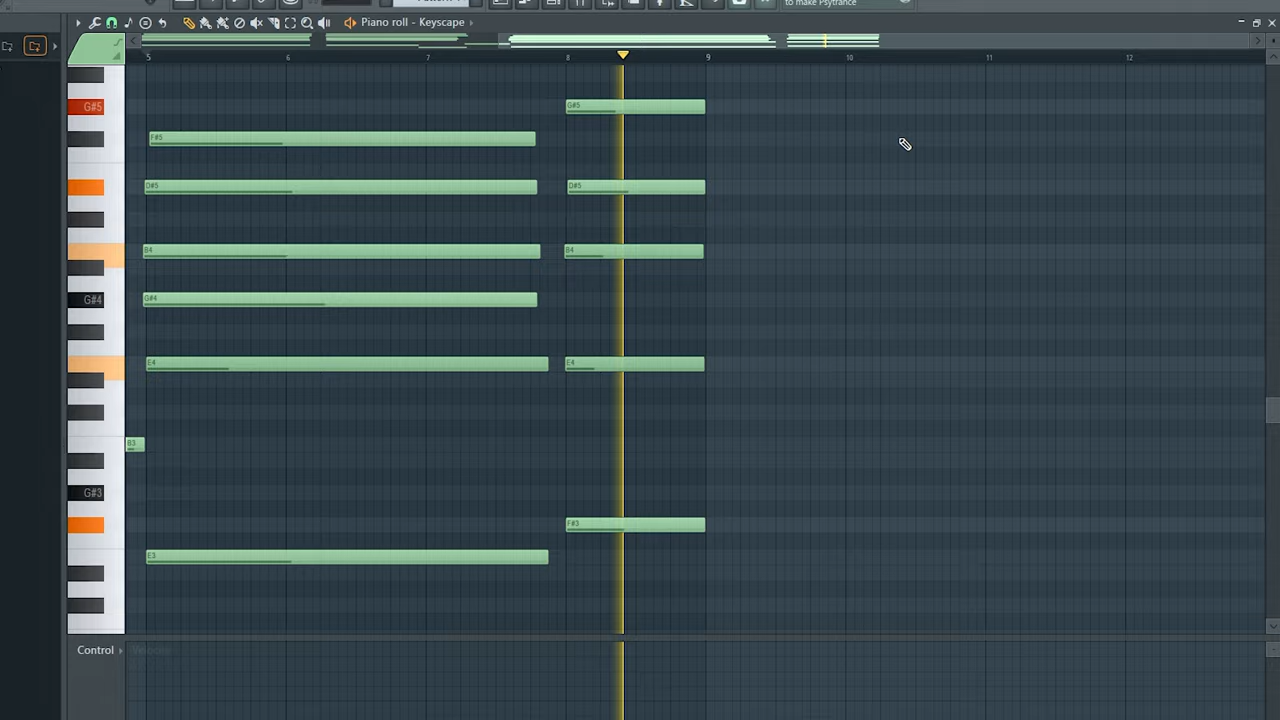 to make Psytrance
Piano roll - Keyscape
5 6 7 8 9 10 11 12
G#5 G#5
F#5
D#5 D#5
B4 B4
G#4 G#4
E4 E4
B3
G#3
F#3
E3
Control